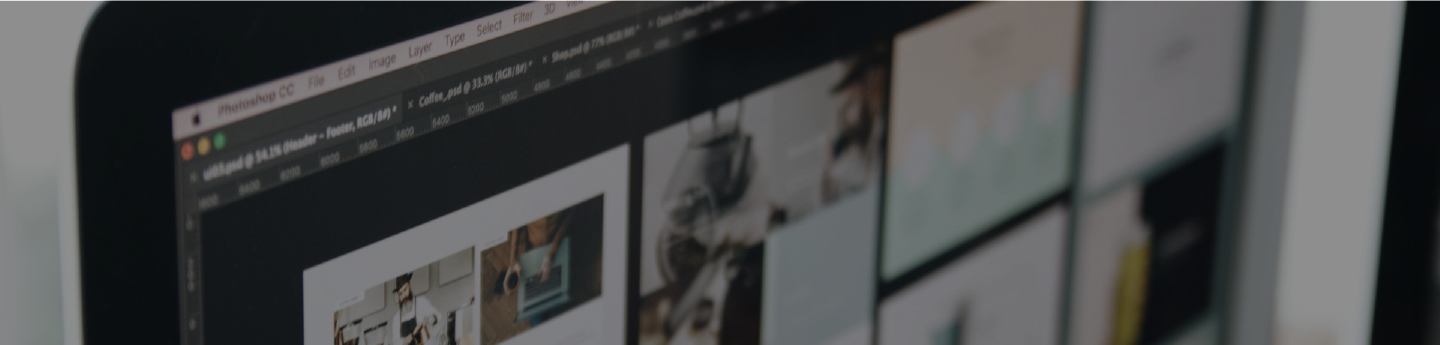 Photoshop CC File Edit Image Layer Type Select Filter 3D View
× ui03.psd @ 54.1% (Header – Footer, RGB/8#) * × Coffee_.psd @ 33.3% (RGB/8#) * × Shop.psd @ 77% (RGB/8#) *
6600 6400 6200 6000 5800 5600 5400 5200 5000 4800 4600